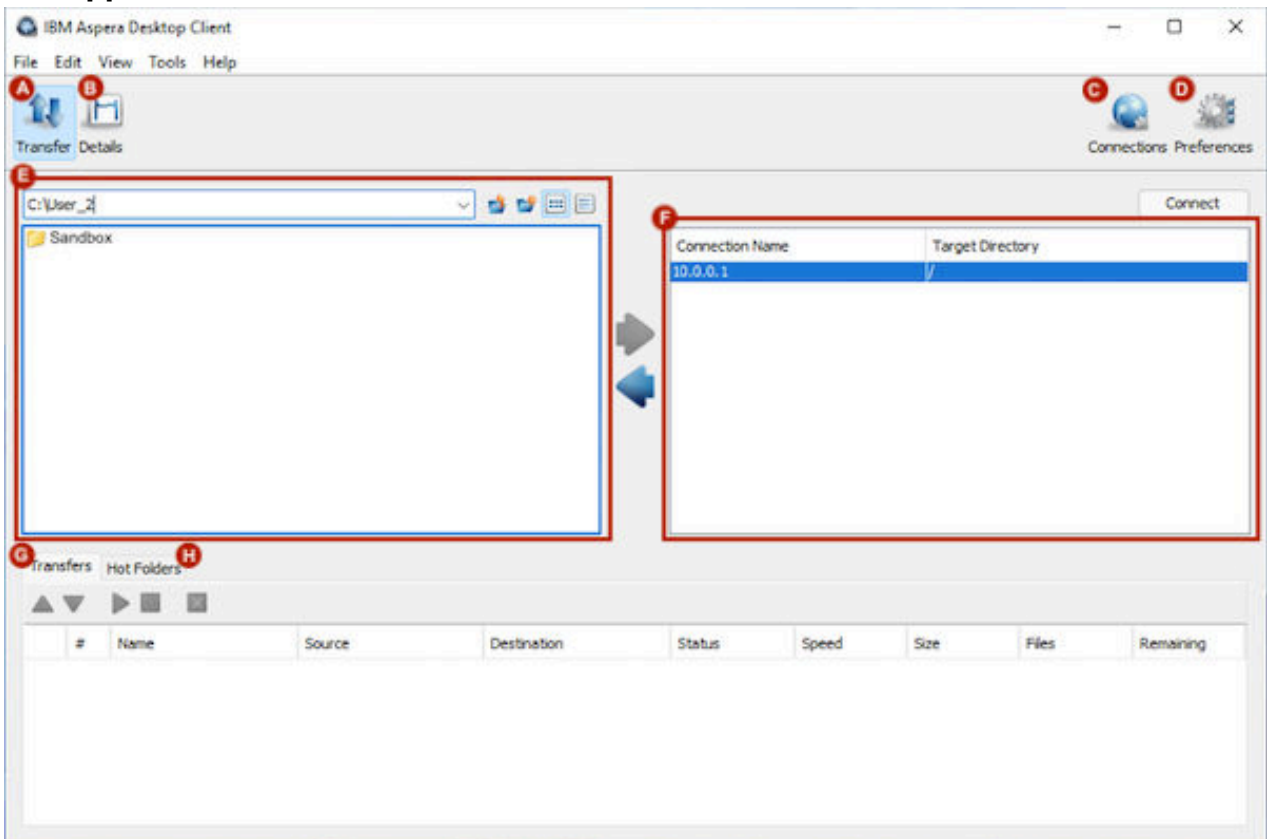 IBM Aspera Desktop Client
File Edit View Tools Help
A B C D
Transfer Details Connections Preferences
E
C:\User_2
Connect
F
Sandbox
Connection Name Target Directory
10.0.0.1 /
G H
Transfers Hot Folders
# Name Source Destination Status Speed Size Files Remaining